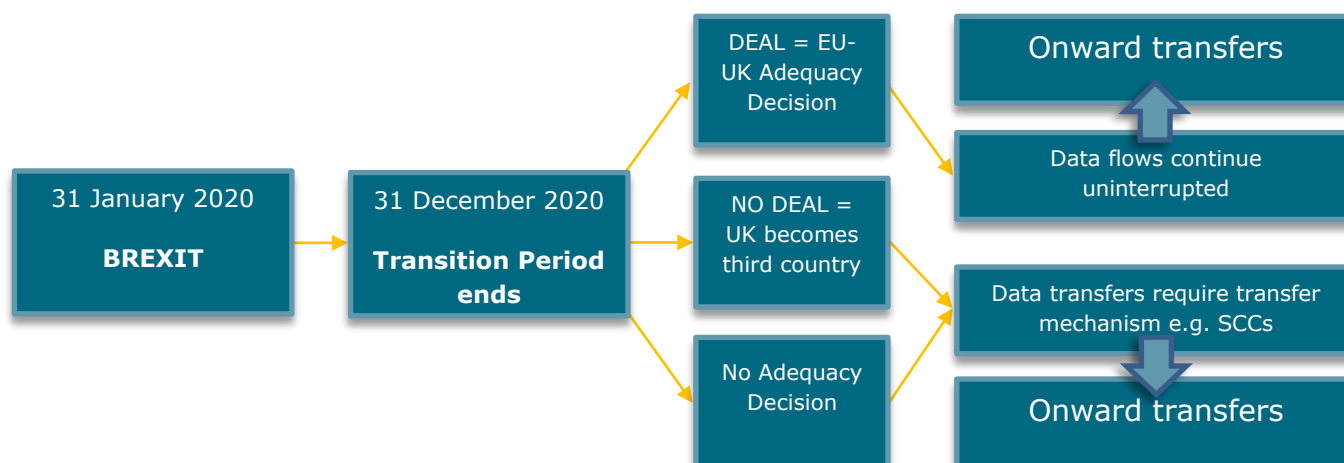 31 January 2020
BREXIT
31 December 2020
Transition Period
ends
DEAL = EU-
UK Adequacy
Decision
NO DEAL =
UK becomes
third country
No Adequacy
Decision
Onward transfers
Data flows continue
uninterrupted
Data transfers require transfer
mechanism e.g. SCCs
Onward transfers